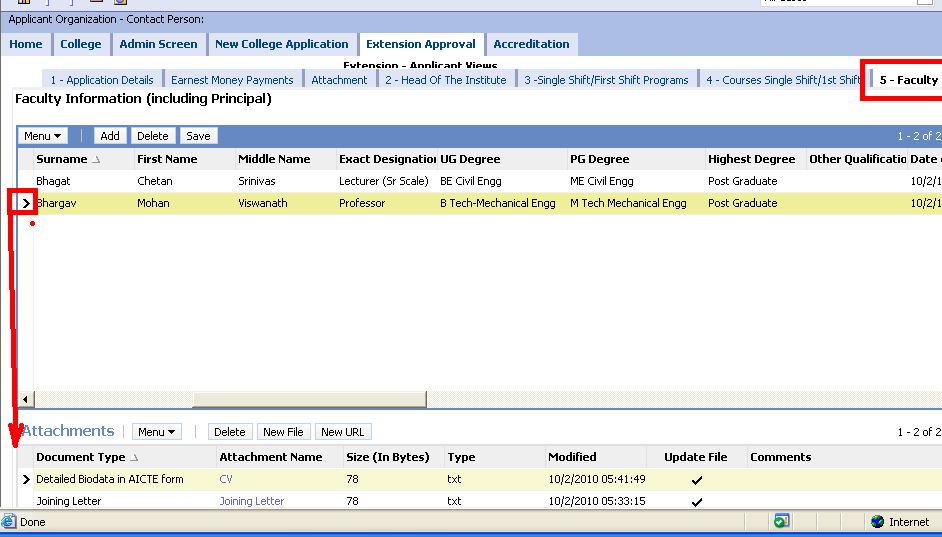 Applicant Organization - Contact Person:
Home College Admin Screen New College Application Extension Approval Accreditation
Extension - Applicant Views
1 - Application Details Earnest Money Payments Attachment 2 - Head Of The Institute 3 -Single Shift/First Shift Programs 4 - Courses Single Shift/1st Shift 5 - Faculty
Faculty Information (including Principal)
Menu Add Delete Save 1 - 2 of 2
Surname First Name Middle Name Exact Designation UG Degree PG Degree Highest Degree Other Qualificatio Date
Bhagat Chetan Srinivas Lecturer (Sr Scale) BE Civil Engg ME Civil Engg Post Graduate 10/2/1
Bhargav Mohan Viswanath Professor B Tech-Mechanical Engg M Tech Mechanical Engg Post Graduate 10/2/1
Attachments Menu Delete New File New URL 1 - 2 of 2
Document Type Attachment Name Size (In Bytes) Type Modified Update File Comments
Detailed Biodata in AICTE form CV 78 txt 10/2/2010 05:41:49
Joining Letter Joining Letter 78 txt 10/2/2010 05:33:15
Done Internet